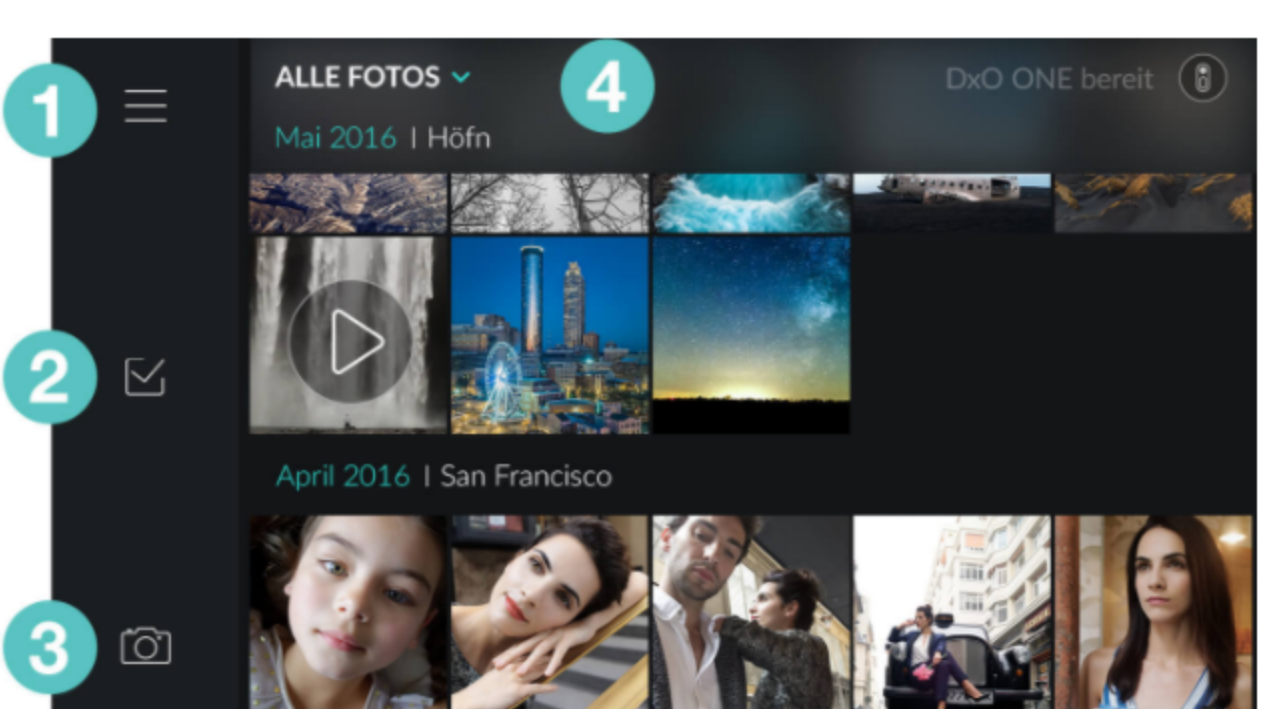 1
ALLE FOTOS
4
DxO ONE bereit
Mai 2016 | Höfn
2
April 2016 | San Francisco
3